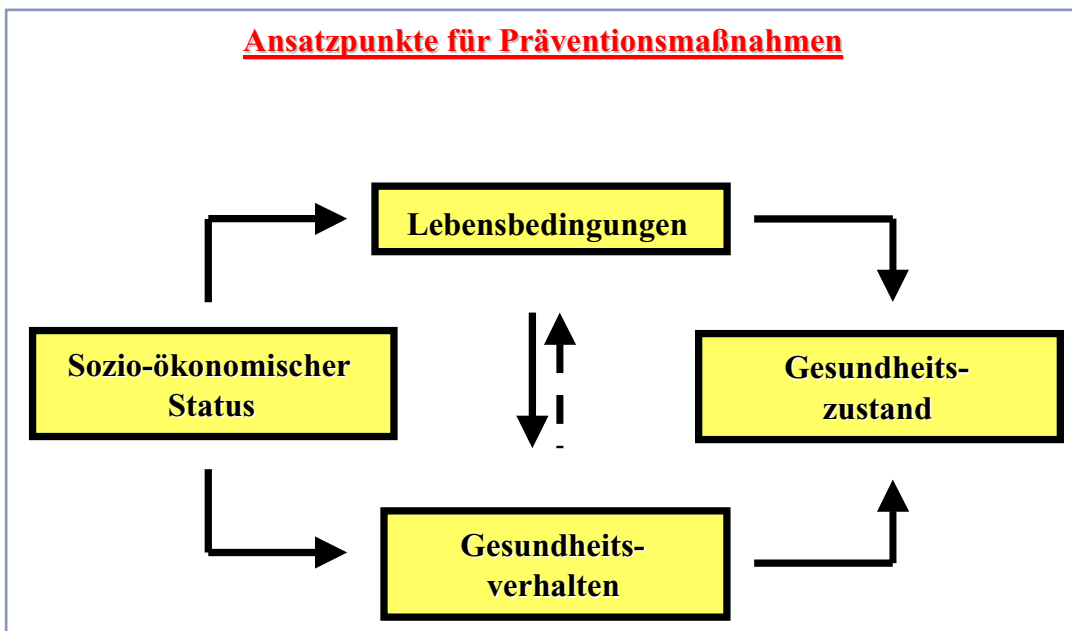 Ansatzpunkte für Präventionsmaßnahmen
Lebensbedingungen
Sozio-ökonomischer
Status
Gesundheits-
zustand
Gesundheits-
verhalten